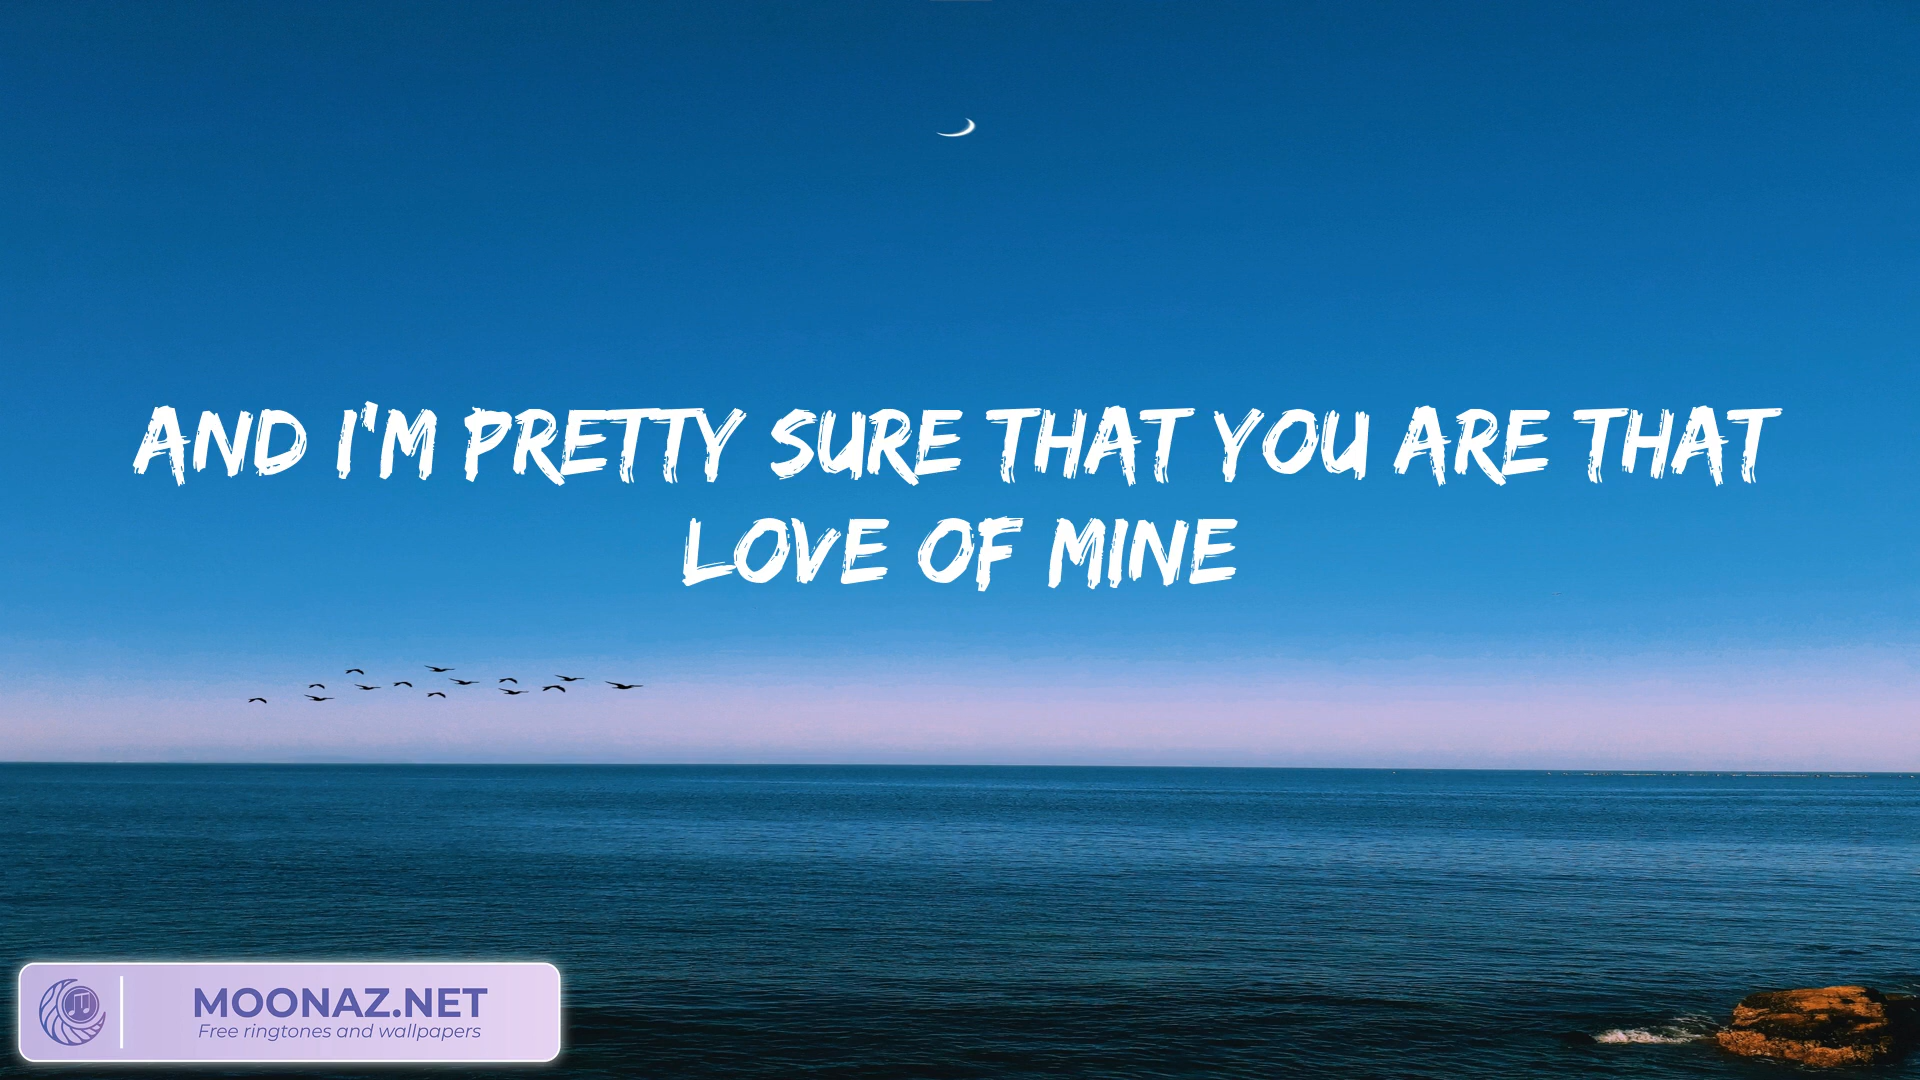 AND I'M PRETTY SURE THAT YOU ARE THAT
LOVE OF MINE
MOONAZ.NET
Free ringtones and wallpapers